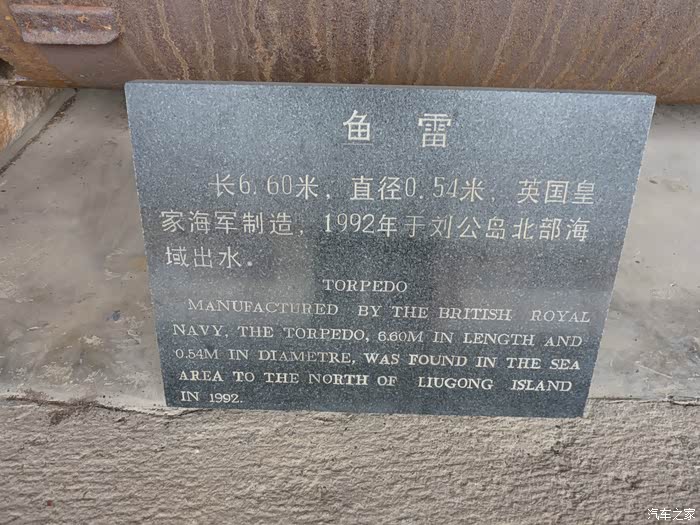 鱼 雷
长6.60米，直径0.54米，英国皇
家海军制造，1992年于刘公岛北部海
域出水。
TORPEDO
MANUFACTURED BY THE BRITISH ROYAL
NAVY, THE TORPEDO, 6.60M IN LENGTH AND
0.54M IN DIAMETRE, WAS FOUND IN THE SEA
AREA TO THE NORTH OF LIUGONG ISLAND
IN 1992.
汽车之家